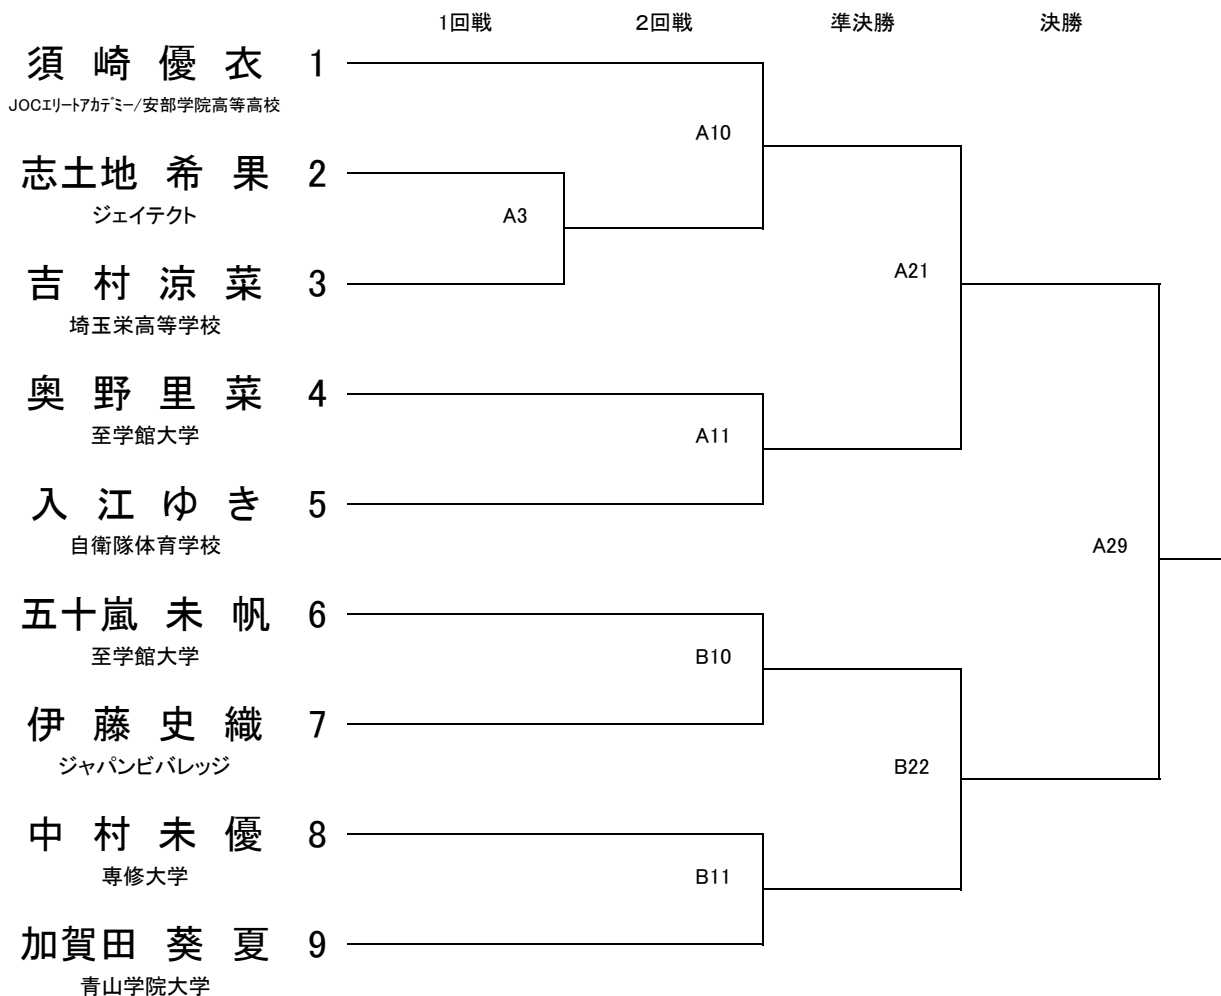 1回戦 2回戦 準決勝 決勝
須崎優衣 1
JOCエリートアカデミー/安部学院高等高校
A10
志土地希果 2
ジェイテクト
A3
吉村涼菜 3
埼玉栄高等学校
A21
奥野里菜 4
至学館大学
A11
入江ゆき 5
自衛隊体育学校
A29
五十嵐未帆 6
至学館大学
B10
伊藤史織 7
ジャパンビバレッジ
B22
中村未優 8
専修大学
B11
加賀田葵夏 9
青山学院大学